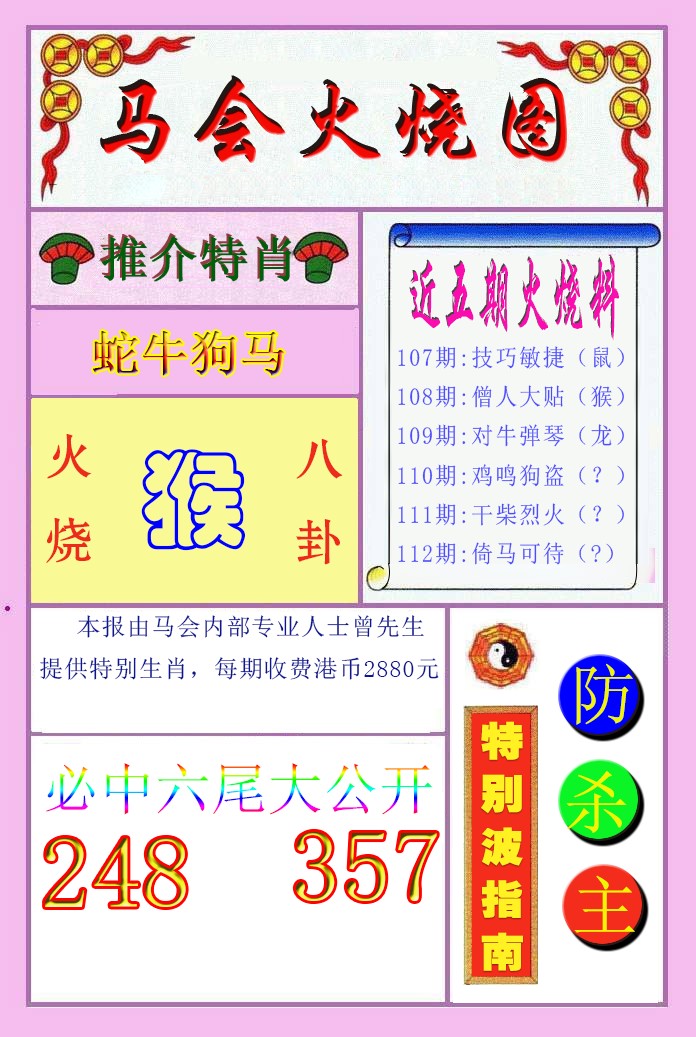 马会火烧图
推介特肖
蛇牛狗马
火烧
猴
八卦
近五期火烧料
107期:技巧敏捷（鼠）
108期:僧人大贴（猴）
109期:对牛弹琴（龙）
110期:鸡鸣狗盗（？）
111期:干柴烈火（？）
112期:倚马可待（?）
本报由马会内部专业人士曾先生
提供特别生肖，每期收费港币2880元
必中六尾大公开
248 357
特别波指南
防
杀
主